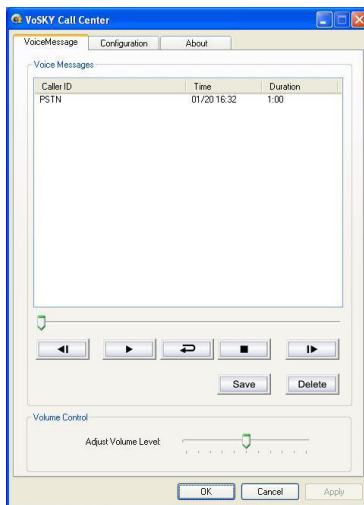 VoSKY Call Center
VoiceMessage Configuration About
Voice Messages
Caller ID Time Duration
PSTN 01/20 16:32 1:00
Save Delete
Volume Control
Adjust Volume Level:
OK Cancel Apply